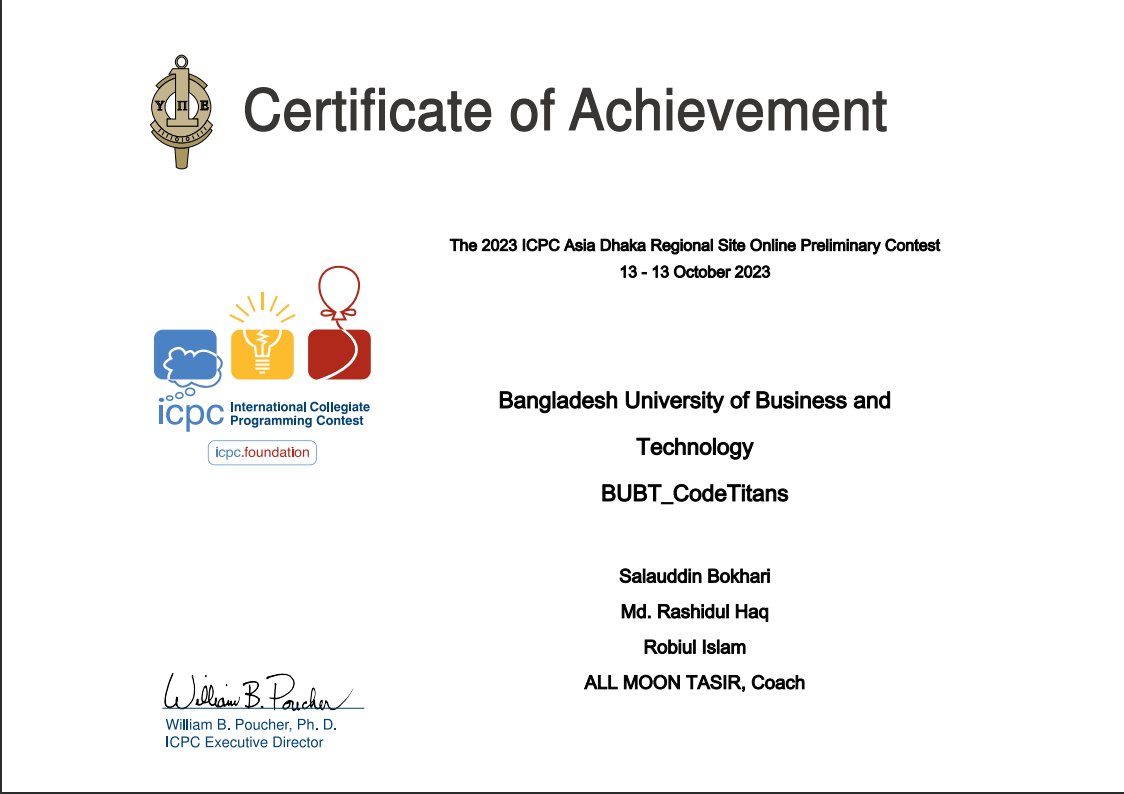 Υ Π Ε
Certificate of Achievement
The 2023 ICPC Asia Dhaka Regional Site Online Preliminary Contest
13 - 13 October 2023
icpc International Collegiate
Programming Contest
icpc.foundation
Bangladesh University of Business and
Technology
BUBT_CodeTitans
Salauddin Bokhari
Md. Rashidul Haq
Robiul Islam
ALL MOON TASIR, Coach
William B. Poucher
William B. Poucher, Ph. D.
ICPC Executive Director